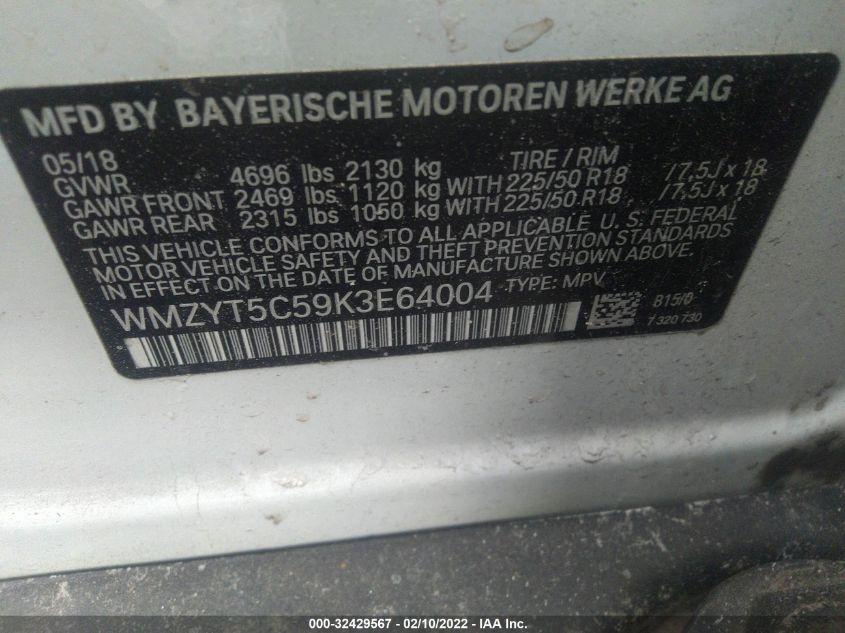 MFD BY BAYERISCHE MOTOREN WERKE AG
05/18 TIRE / RIM
GVWR 4696 lbs 2130 kg
GAWR FRONT 2469 lbs 1120 kg WITH 225/50 R18 /7,5J x 18
GAWR REAR 2315 lbs 1050 kg WITH 225/50 R18 /7,5J x 18
THIS VEHICLE CONFORMS TO ALL APPLICABLE U. S. FEDERAL
MOTOR VEHICLE SAFETY AND THEFT PREVENTION STANDARDS
IN EFFECT ON THE DATE OF MANUFACTURE SHOWN ABOVE.
WMZYT5C59K3E64004 TYPE: MPV
B15/0
7 320 730
000-32429567 - 02/10/2022 - IAA Inc.